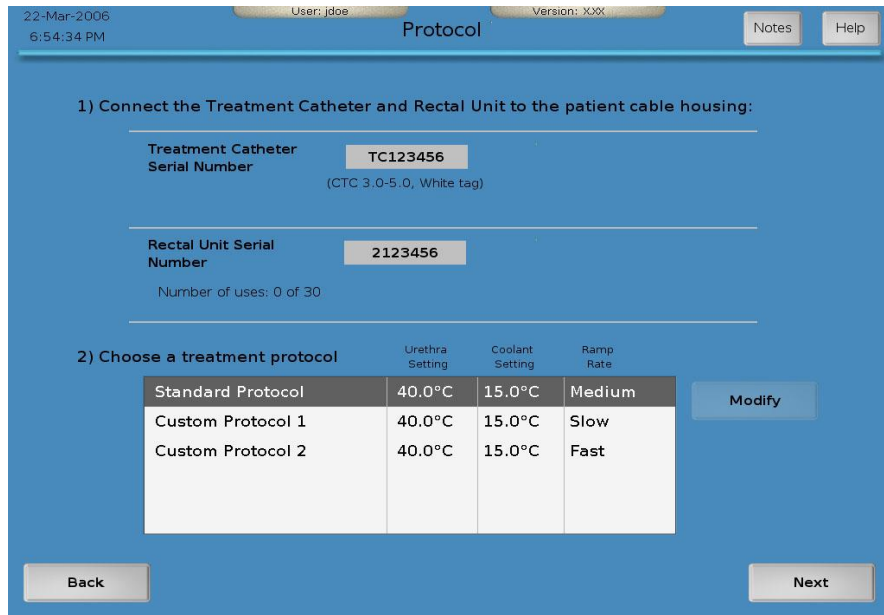 22-Mar-2006
6:54:34 PM
User: jdoe
Version: X.XX
Protocol
Notes
Help
1) Connect the Treatment Catheter and Rectal Unit to the patient cable housing:
Treatment Catheter
Serial Number
TC123456
(CTC 3.0-5.0, White tag)
Rectal Unit Serial
Number
2123456
Number of uses: 0 of 30
2) Choose a treatment protocol
Urethra
Setting
Coolant
Setting
Ramp
Rate
Standard Protocol 40.0°C 15.0°C Medium
Custom Protocol 1 40.0°C 15.0°C Slow
Custom Protocol 2 40.0°C 15.0°C Fast
Modify
Back
Next